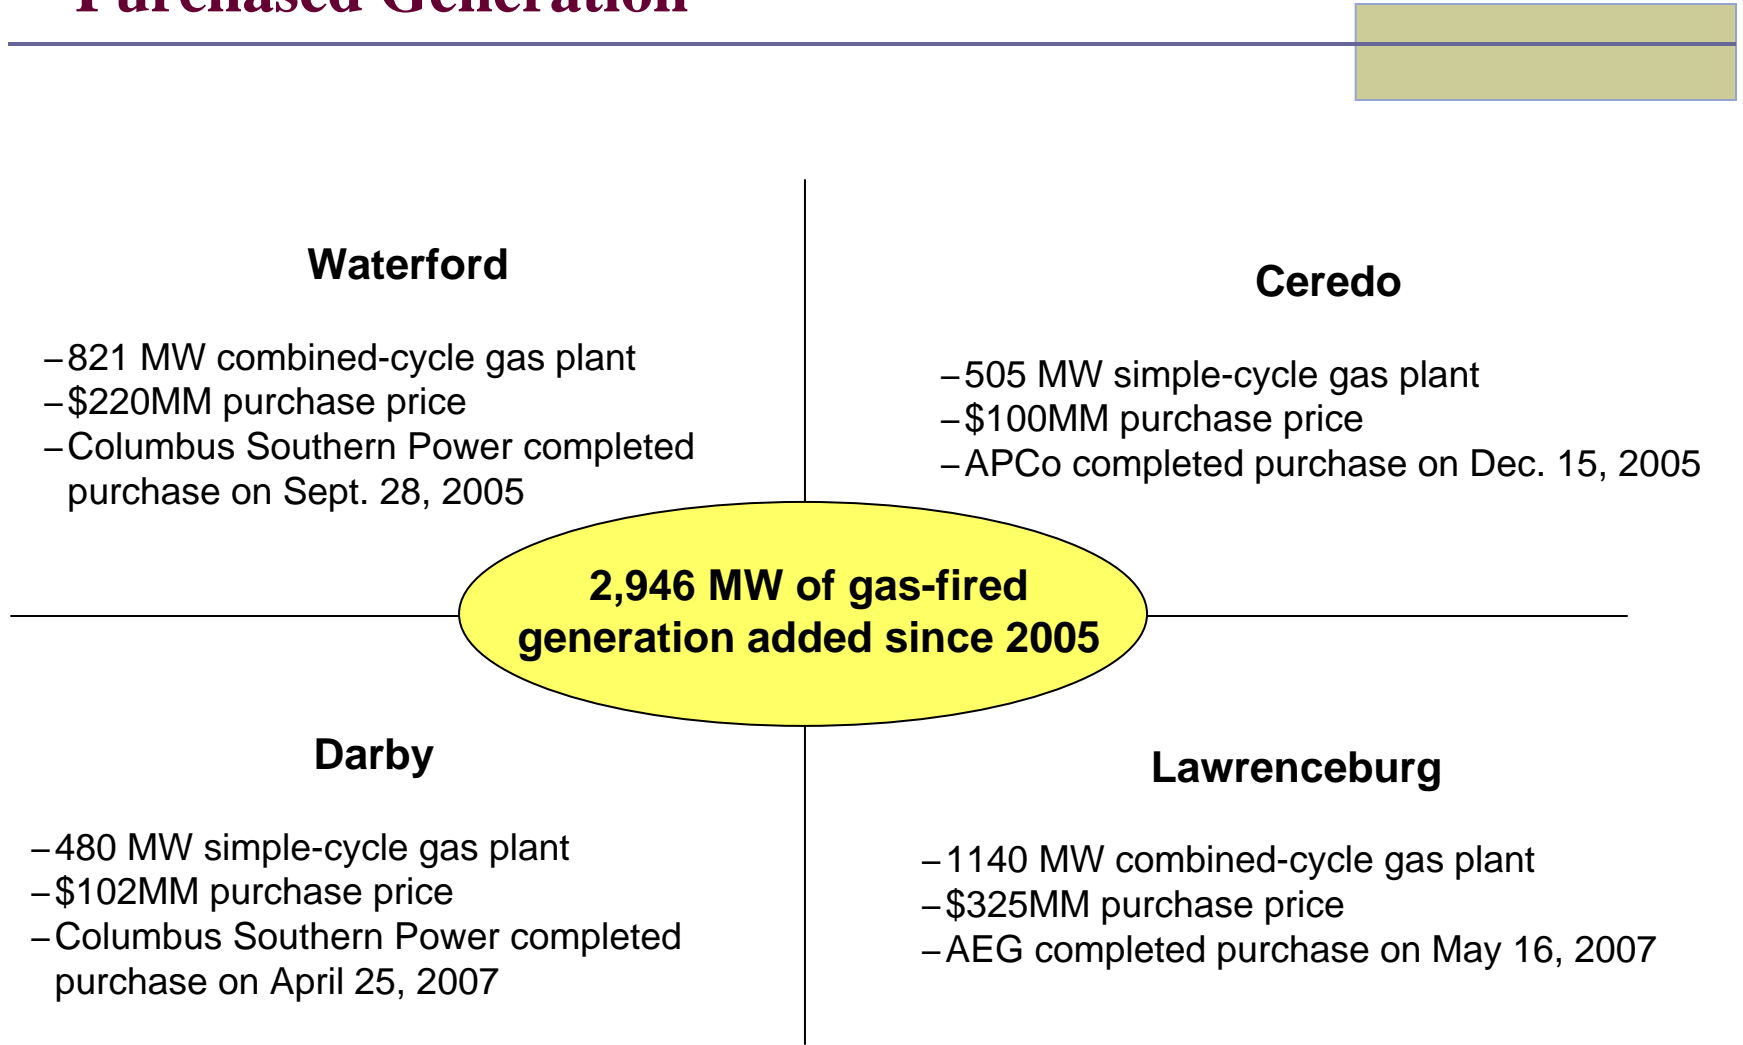 Purchased Generation
Waterford
–821 MW combined-cycle gas plant
–$220MM purchase price
–Columbus Southern Power completed
purchase on Sept. 28, 2005
Ceredo
–505 MW simple-cycle gas plant
–$100MM purchase price
–APCo completed purchase on Dec. 15, 2005
2,946 MW of gas-fired
generation added since 2005
Darby
–480 MW simple-cycle gas plant
–$102MM purchase price
–Columbus Southern Power completed
purchase on April 25, 2007
Lawrenceburg
–1140 MW combined-cycle gas plant
–$325MM purchase price
–AEG completed purchase on May 16, 2007